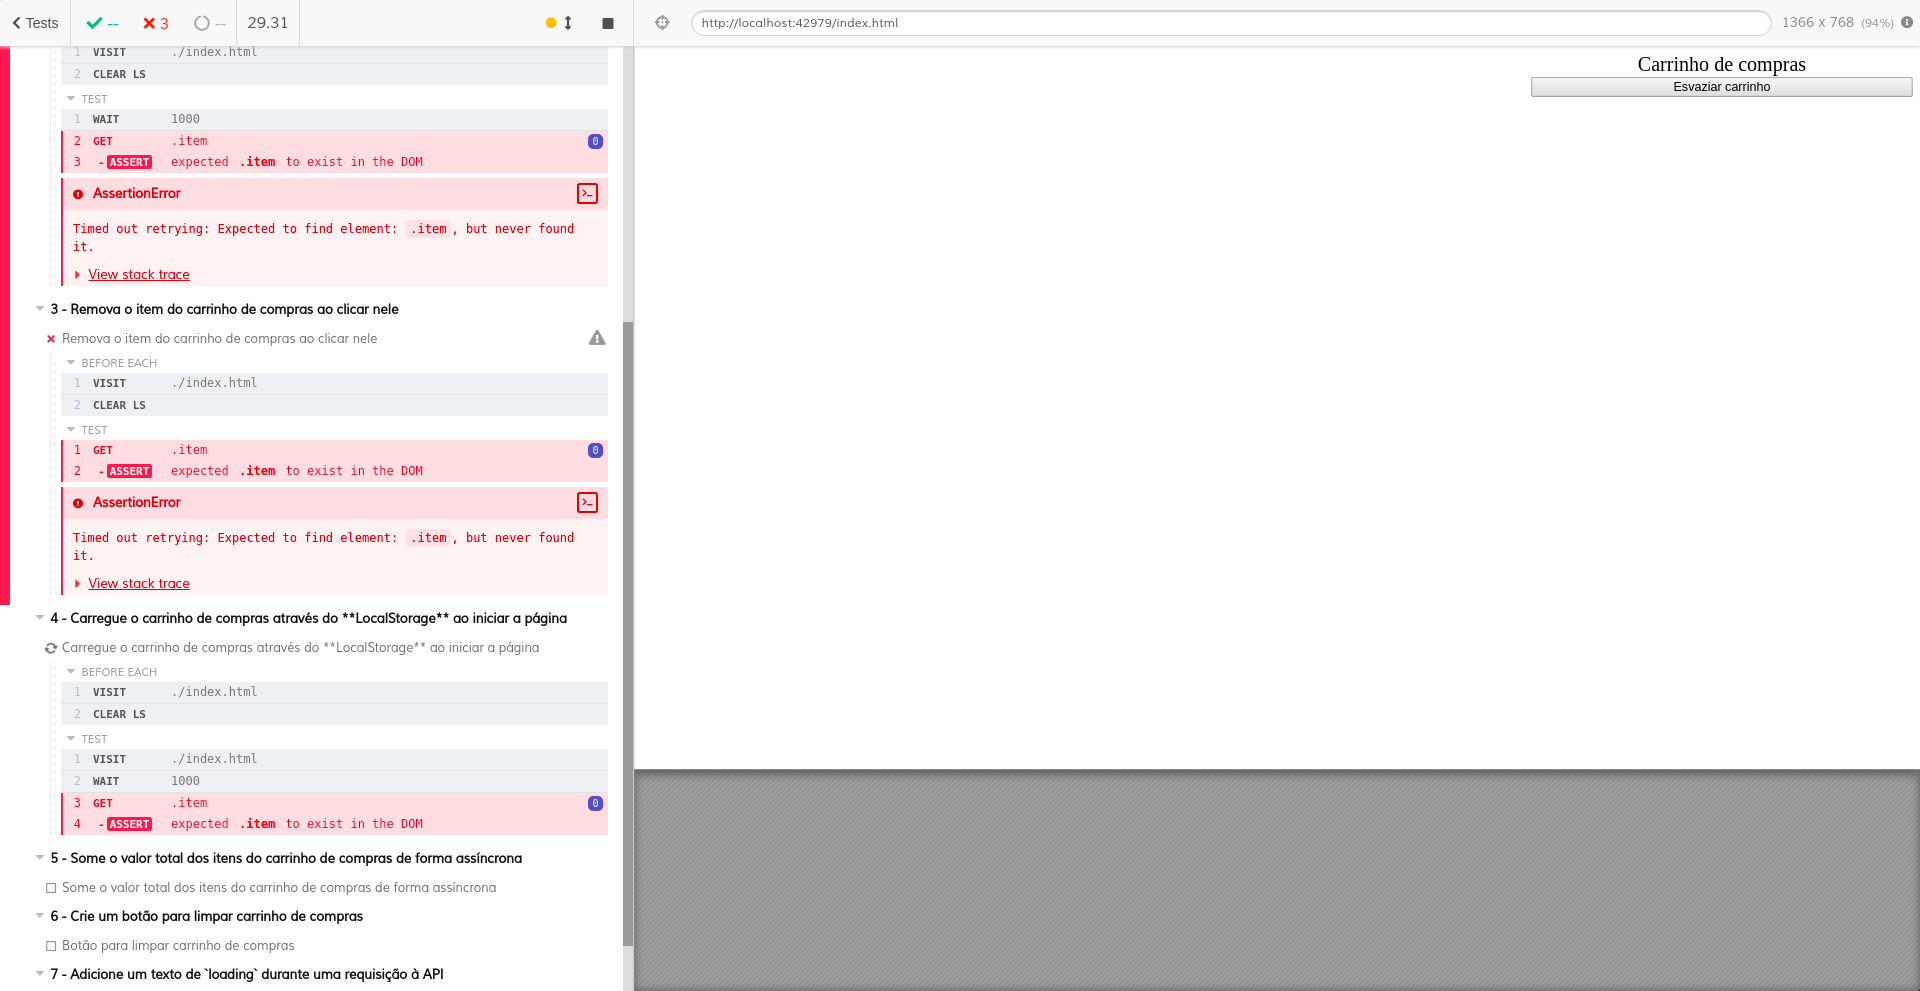 Tests
--
3
--
29.31
http://localhost:42979/index.html
1366 x 768 (94%)
1 VISIT ./index.html
2 CLEAR LS
TEST
1 WAIT 1000
2 GET .item 0
3 -ASSERT expected .item to exist in the DOM
AssertionError
Timed out retrying: Expected to find element: .item, but never found
it.
View stack trace
3 - Remova o item do carrinho de compras ao clicar nele
Remova o item do carrinho de compras ao clicar nele
BEFORE EACH
1 VISIT ./index.html
2 CLEAR LS
TEST
1 GET .item 0
2 -ASSERT expected .item to exist in the DOM
AssertionError
Timed out retrying: Expected to find element: .item, but never found
it.
View stack trace
4 - Carregue o carrinho de compras através do **LocalStorage** ao iniciar a página
Carregue o carrinho de compras através do **LocalStorage** ao iniciar a página
BEFORE EACH
1 VISIT ./index.html
2 CLEAR LS
TEST
1 VISIT ./index.html
2 WAIT 1000
3 GET .item 0
4 -ASSERT expected .item to exist in the DOM
5 - Some o valor total dos itens do carrinho de compras de forma assíncrona
Some o valor total dos itens do carrinho de compras de forma assíncrona
6 - Crie um botão para limpar carrinho de compras
Botão para limpar carrinho de compras
7 - Adicione um texto de `loading` durante uma requisição à API
Carrinho de compras
Esvaziar carrinho